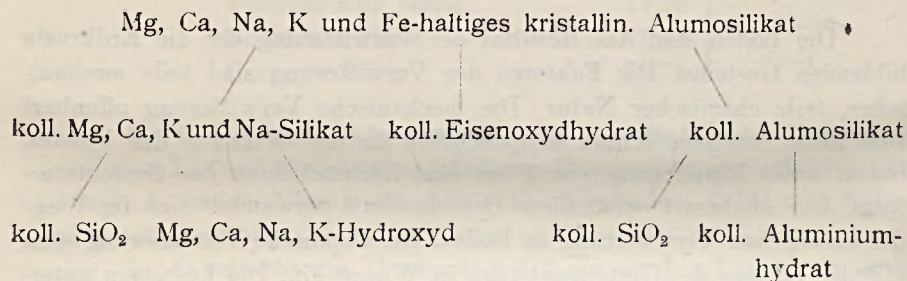 Mg, Ca, Na, K und Fe-haltiges kristallin. Alumosilikat
koll. Mg, Ca, K und Na-Silikat koll. Eisenoxydhydrat koll. Alumosilikat
koll. SiO₂ Mg, Ca, Na, K-Hydroxyd koll. SiO₂ koll. Aluminium-
hydrat